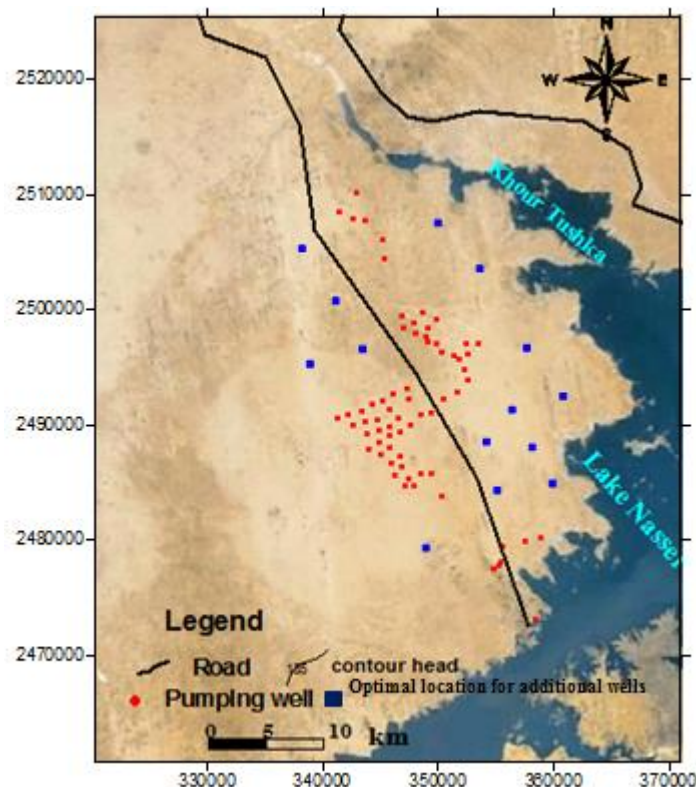 2520000
2510000
2500000
2490000
2480000
2470000
N
W
E
S
Khour Tushka
Lake Nasser
Legend
Road
155 contour head
Pumping well
Optimal location for additional wells
0 5 10 km
330000 340000 350000 360000 370000